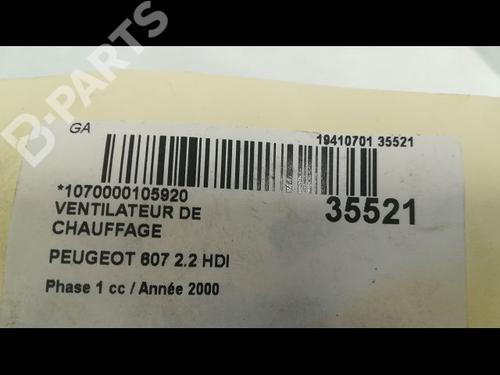 B-PARTS
GA
19410701 35521
*1070000105920
35521
VENTILATEUR DE
CHAUFFAGE
PEUGEOT 607 2.2 HDI
Phase 1 cc / Année 2000